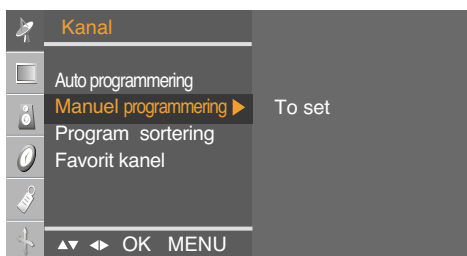 Kanal
Auto programmering
Manuel programmering ▶ To set
Program sortering
Favorit kanel
▲▼ ◀▶ OK MENU